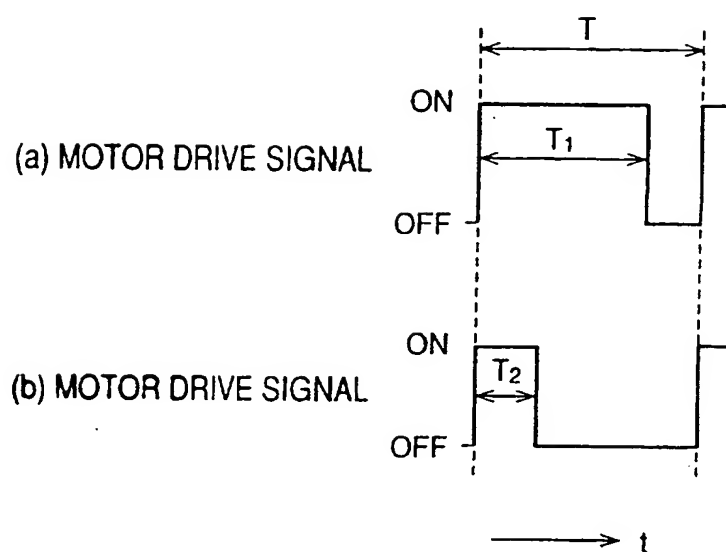 T
ON
(a) MOTOR DRIVE SIGNAL
T1
OFF
ON
(b) MOTOR DRIVE SIGNAL
T2
OFF
t